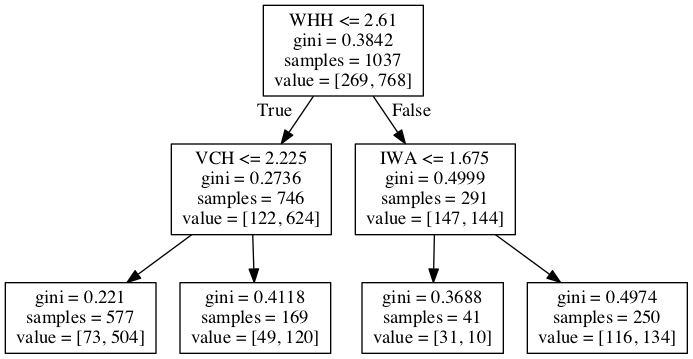 WHH <= 2.61
gini = 0.3842
samples = 1037
value = [269, 768]
True
False
VCH <= 2.225
gini = 0.2736
samples = 746
value = [122, 624]
IWA <= 1.675
gini = 0.4999
samples = 291
value = [147, 144]
gini = 0.221
samples = 577
value = [73, 504]
gini = 0.4118
samples = 169
value = [49, 120]
gini = 0.3688
samples = 41
value = [31, 10]
gini = 0.4974
samples = 250
value = [116, 134]